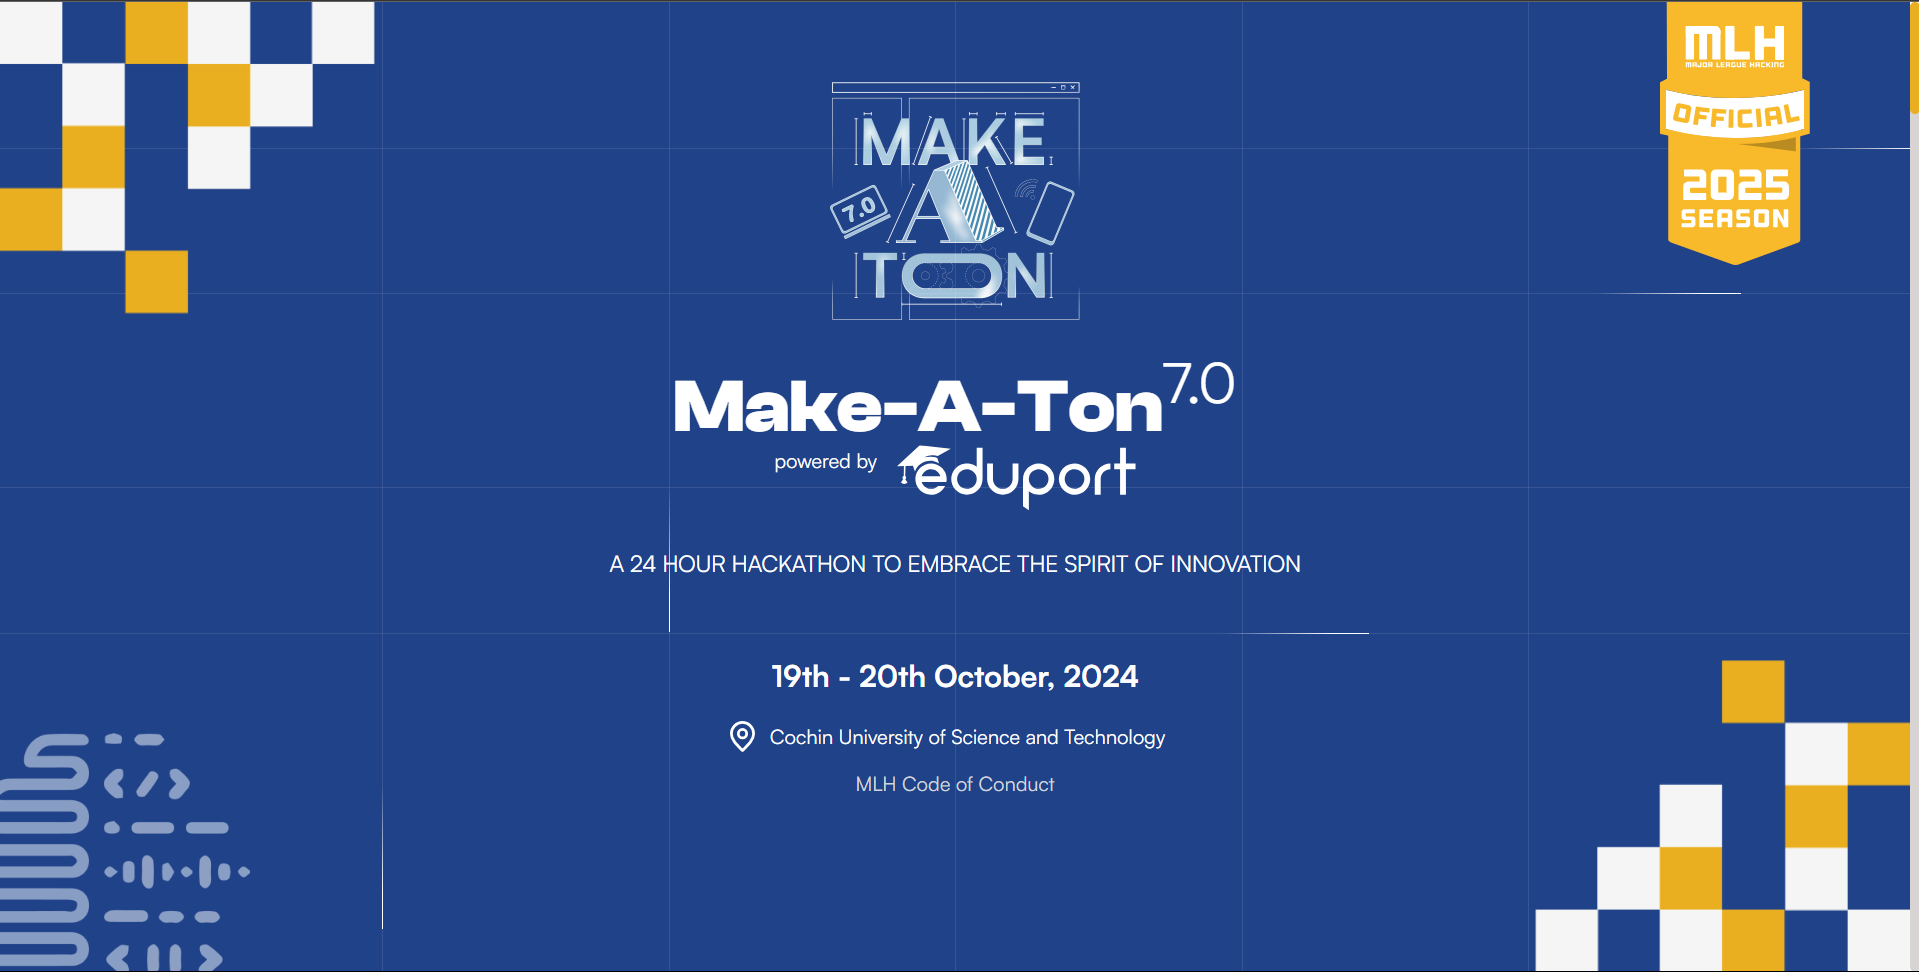 MLH
MAJOR LEAGUE HACKING
OFFICIAL
2025
SEASON
MAKE
7.0
A
TON
Make-A-Ton 7.0
powered by eduport
A 24 HOUR HACKATHON TO EMBRACE THE SPIRIT OF INNOVATION
19th - 20th October, 2024
Cochin University of Science and Technology
MLH Code of Conduct